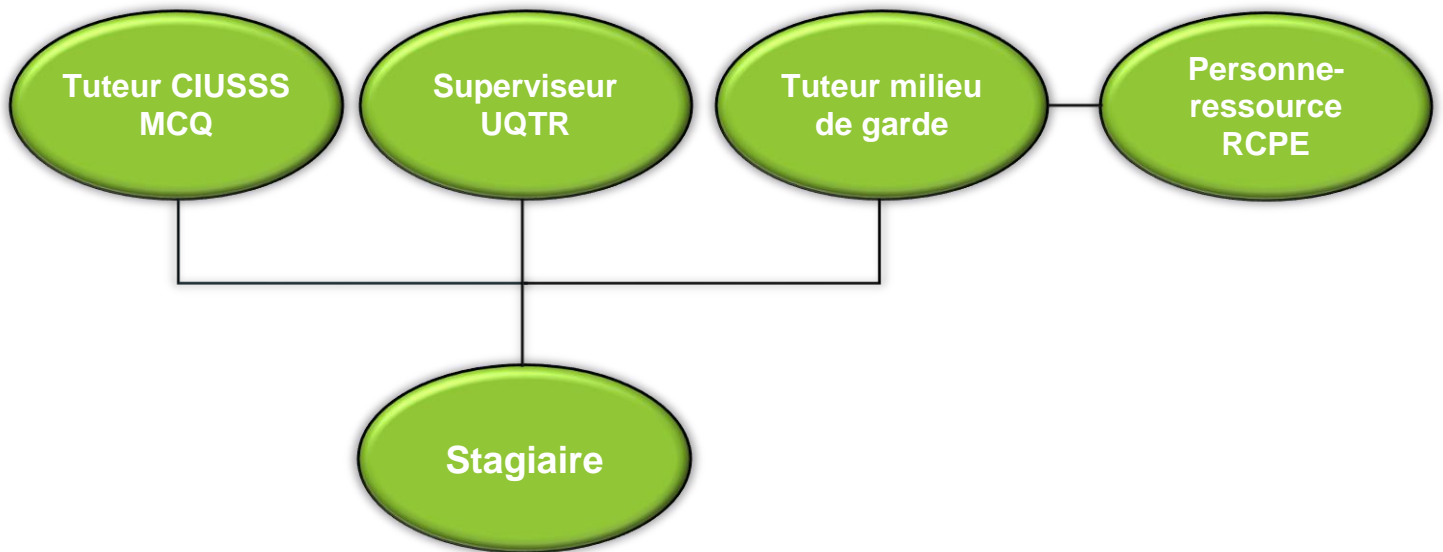 Tuteur CIUSSS
MCQ
Superviseur
UQTR
Tuteur milieu
de garde
Personne-
ressource
RCPE
Stagiaire